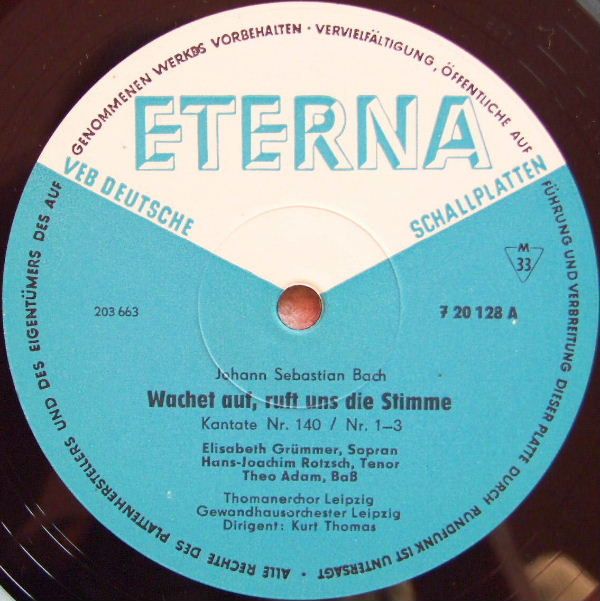 ALLE RECHTE DES PLATTENHERSTELLERS UND DES EIGENTÜMERS DES AUF GENOMMENEN WERKES VORBEHALTEN · VERVIELFÄLTIGUNG, ÖFFENTLICHE AUF FÜHRUNG UND VERBREITUNG DIESER PLATTE DURCH RUNDFUNK IST UNTERSAGT ·
ETERNA
VEB DEUTSCHE SCHALLPLATTEN
M
33
203 663
7 20 128 A
Johann Sebastian Bach
Wachet auf, ruft uns die Stimme
Kantate Nr. 140 / Nr. 1–3
Elisabeth Grümmer, Sopran
Hans-Joachim Rotzsch, Tenor
Theo Adam, Baß
Thomanerchor Leipzig
Gewandhausorchester Leipzig
Dirigent: Kurt Thomas